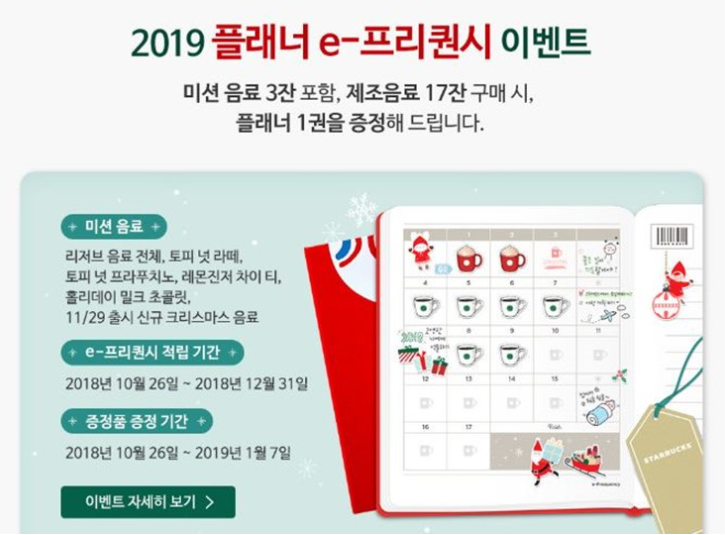 2019 플래너 e-프리퀀시 이벤트
미션 음료 3잔 포함, 제조음료 17잔 구매 시,
플래너 1권을 증정해 드립니다.
미션 음료
리저브 음료 전체, 토피 넛 라떼,
토피 넛 프라푸치노, 레몬진저 차이 티,
홀리데이 밀크 초콜릿,
11/29 출시 신규 크리스마스 음료
e-프리퀀시 적립 기간
2018년 10월 26일 ~ 2018년 12월 31일
증정품 증정 기간
2018년 10월 26일 ~ 2019년 1월 7일
이벤트 자세히 보기 >
1 2 3
4 5 6 7
8 9 10 11
2019
12 13 14 15
16 17
e-Frequency
STARBUCKS